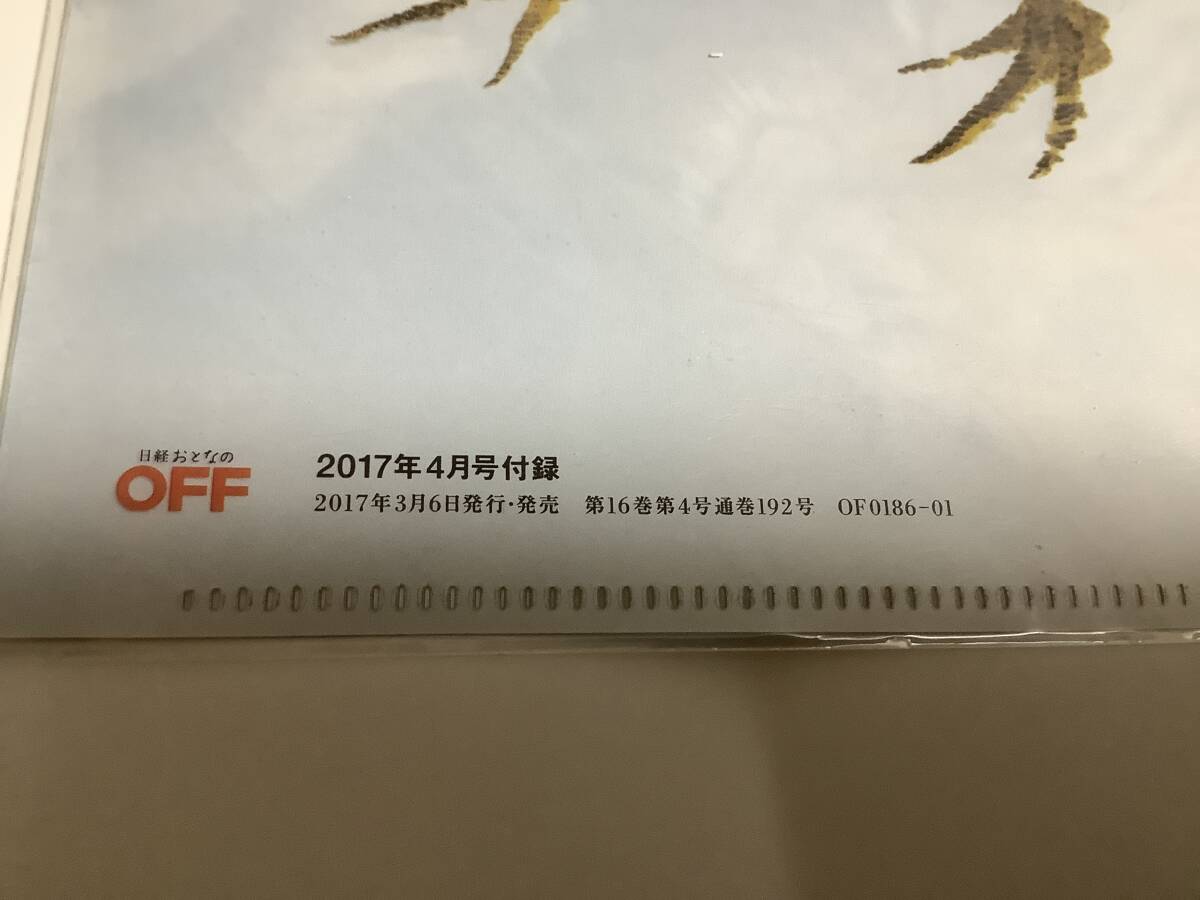 日経おとなの
OFF
2017年4月号付録
2017年3月6日発行・発売 第16巻第4号通巻192号 OF0186-01